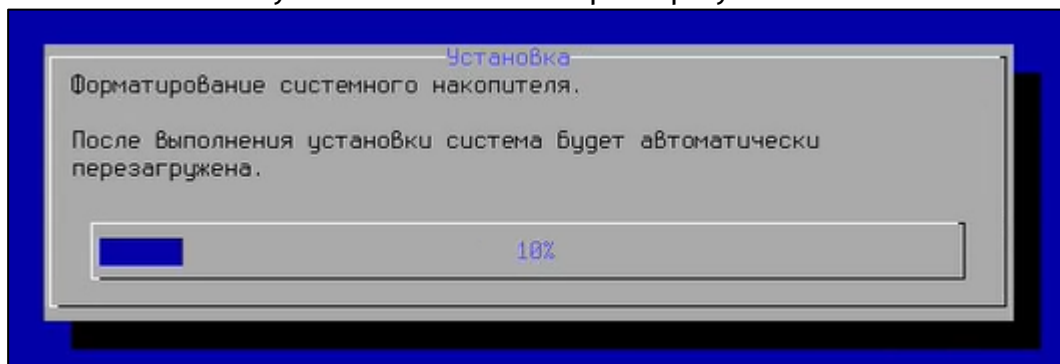 Установка
Форматирование системного накопителя.
После выполнения установки система будет автоматически
перезагружена.
10%